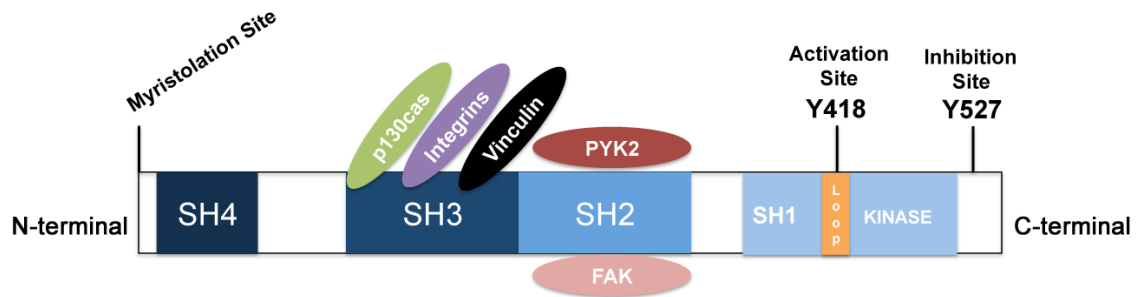 Myristolation Site
p130cas
Integrins
Vinculin
PYK2
Activation
Site
Y418
Inhibition
Site
Y527
N-terminal
SH4
SH3
SH2
SH1
Loop
KINASE
C-terminal
FAK